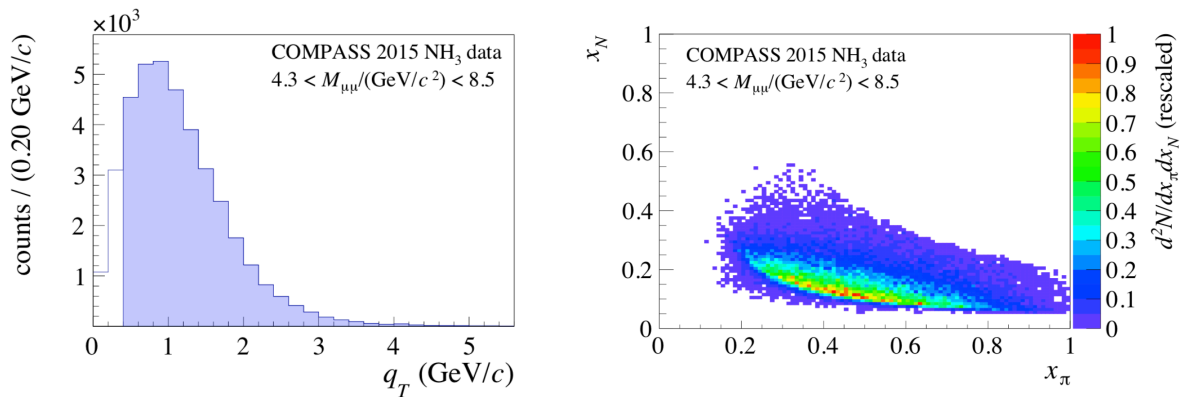 ×10³
COMPASS 2015 NH₃ data
4.3 < M_μμ/(GeV/c²) < 8.5
counts / (0.20 GeV/c)
5
4
3
2
1
0 1 2 3 4 5
q_T (GeV/c)
COMPASS 2015 NH₃ data
4.3 < M_μμ/(GeV/c²) < 8.5
x_N
1
0.8
0.6
0.4
0.2
0
0 0.2 0.4 0.6 0.8 1
x_π
1
0.9
0.8
0.7
0.6
0.5
0.4
0.3
0.2
0.1
0
d²N/dx_πdx_N (rescaled)